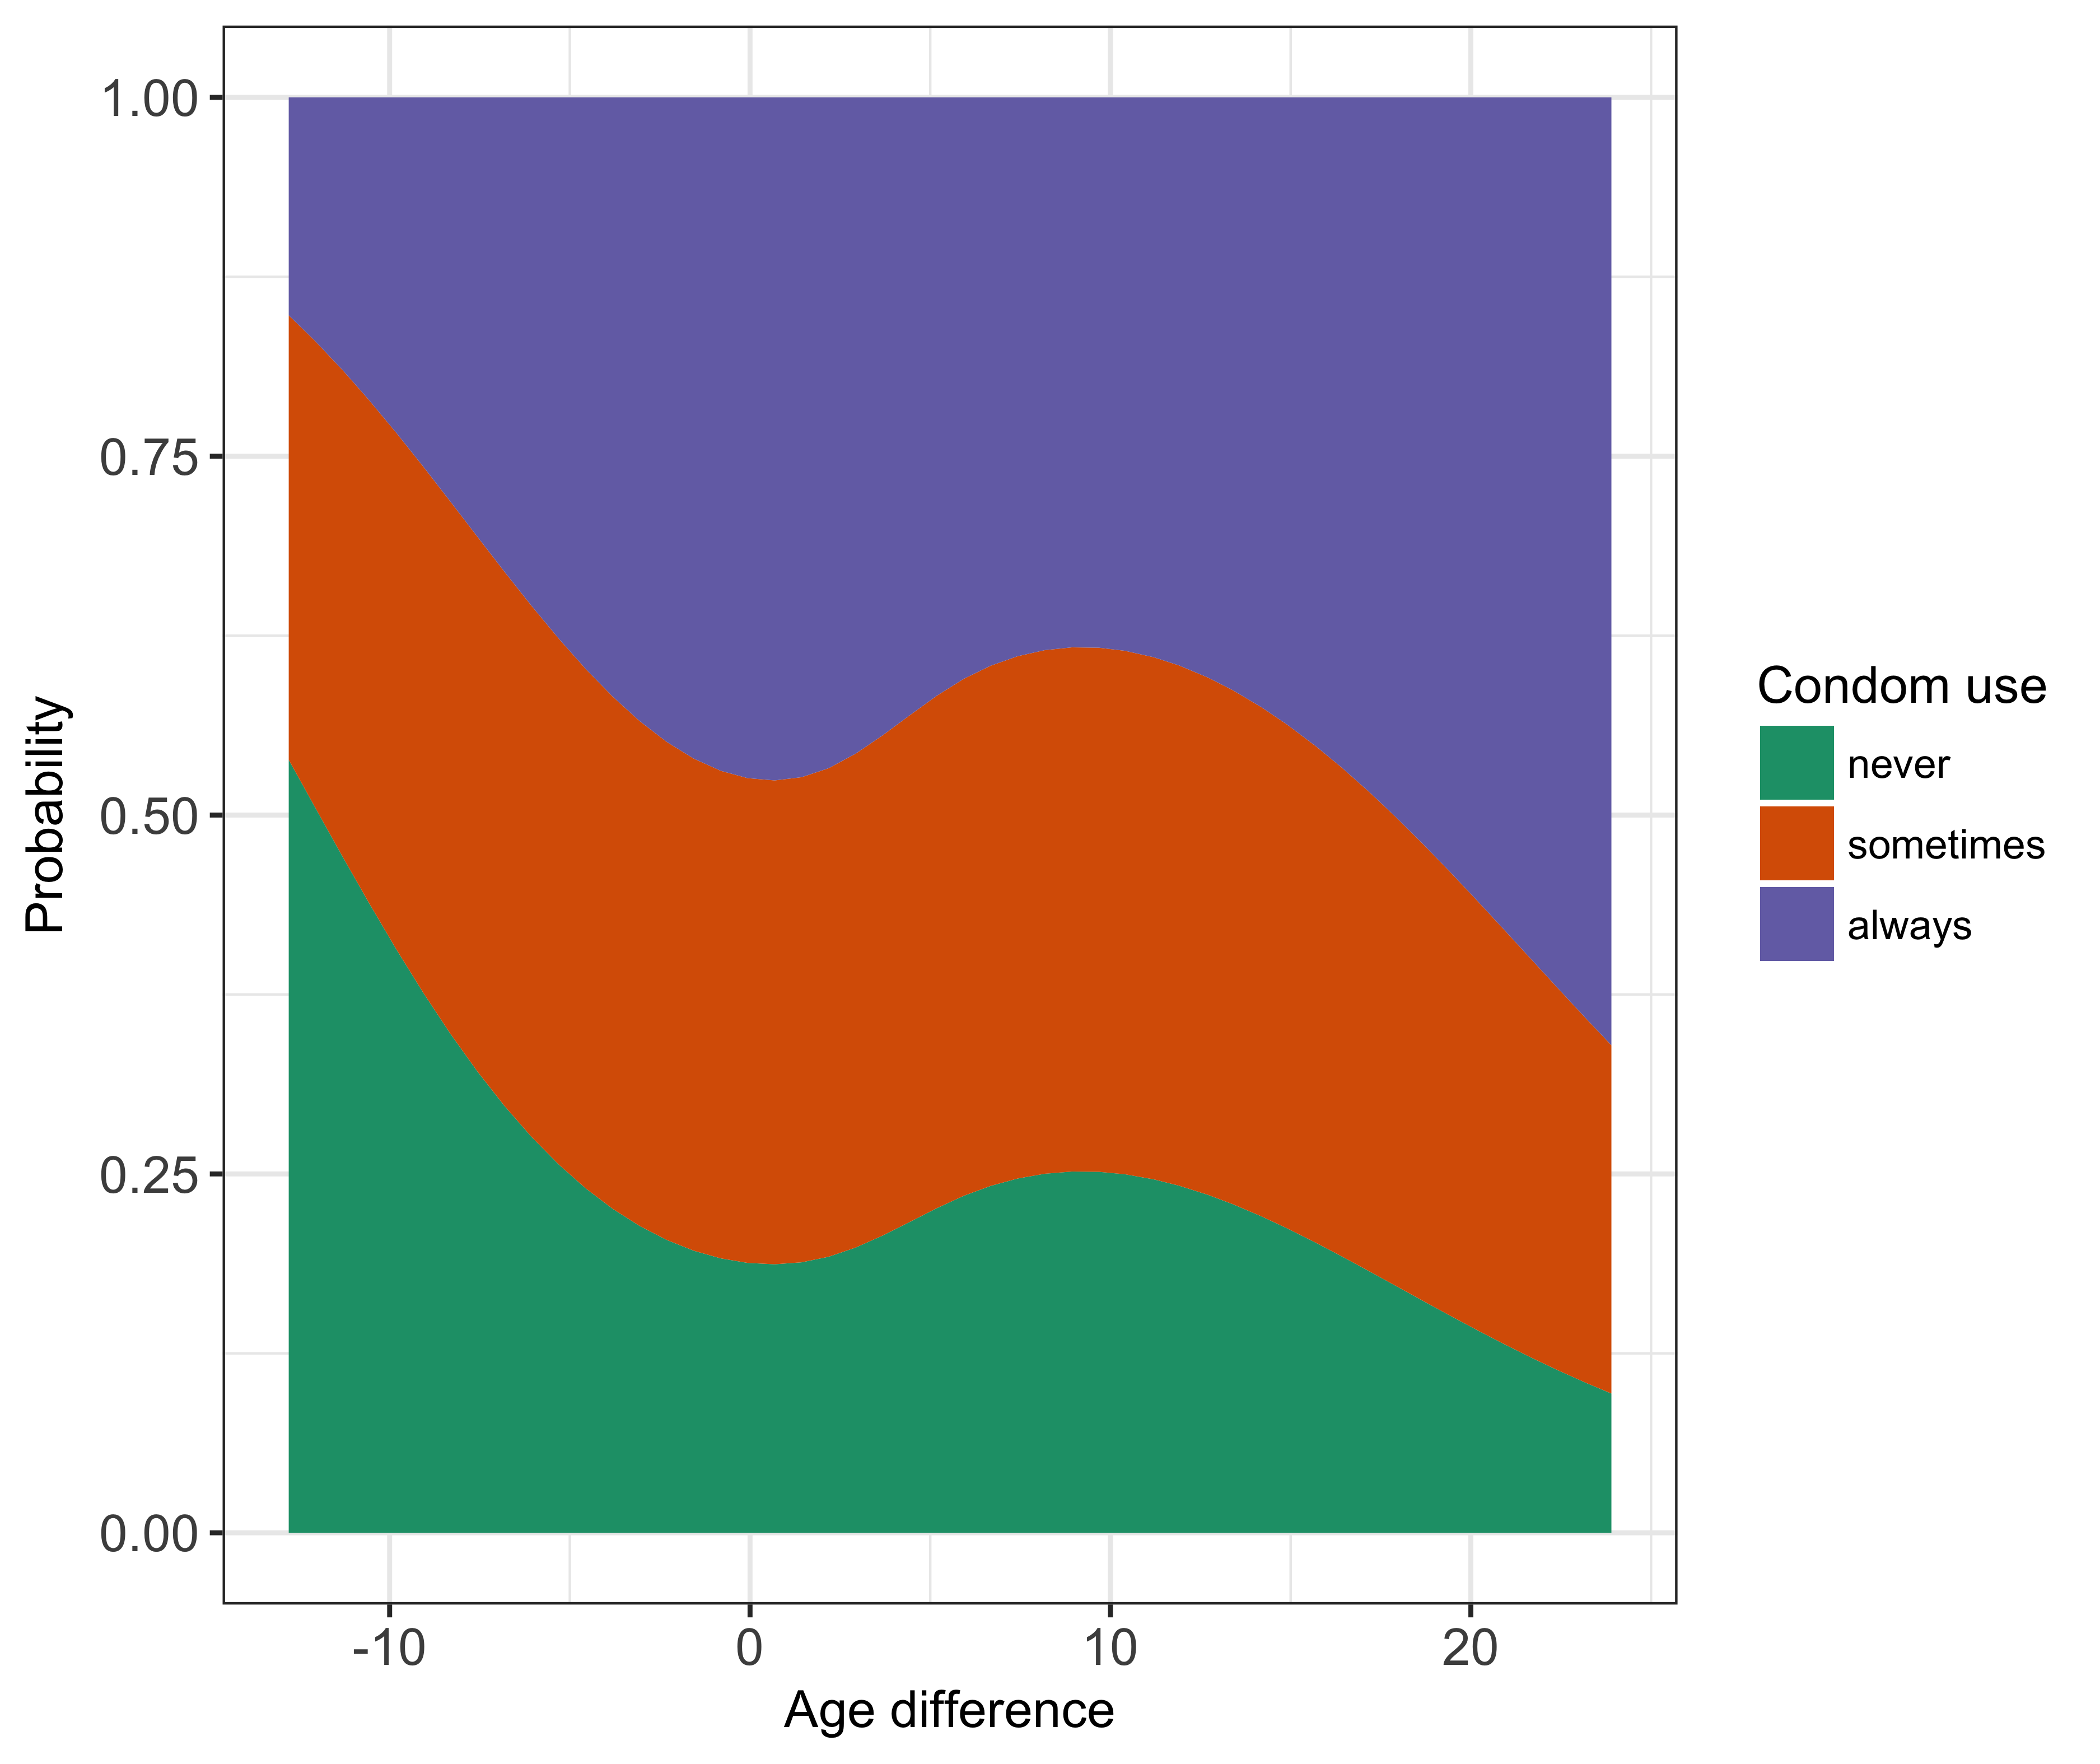 1.00
0.75
0.50
0.25
0.00
Probability
-10 0 10 20
Age difference
Condom use
never
sometimes
always